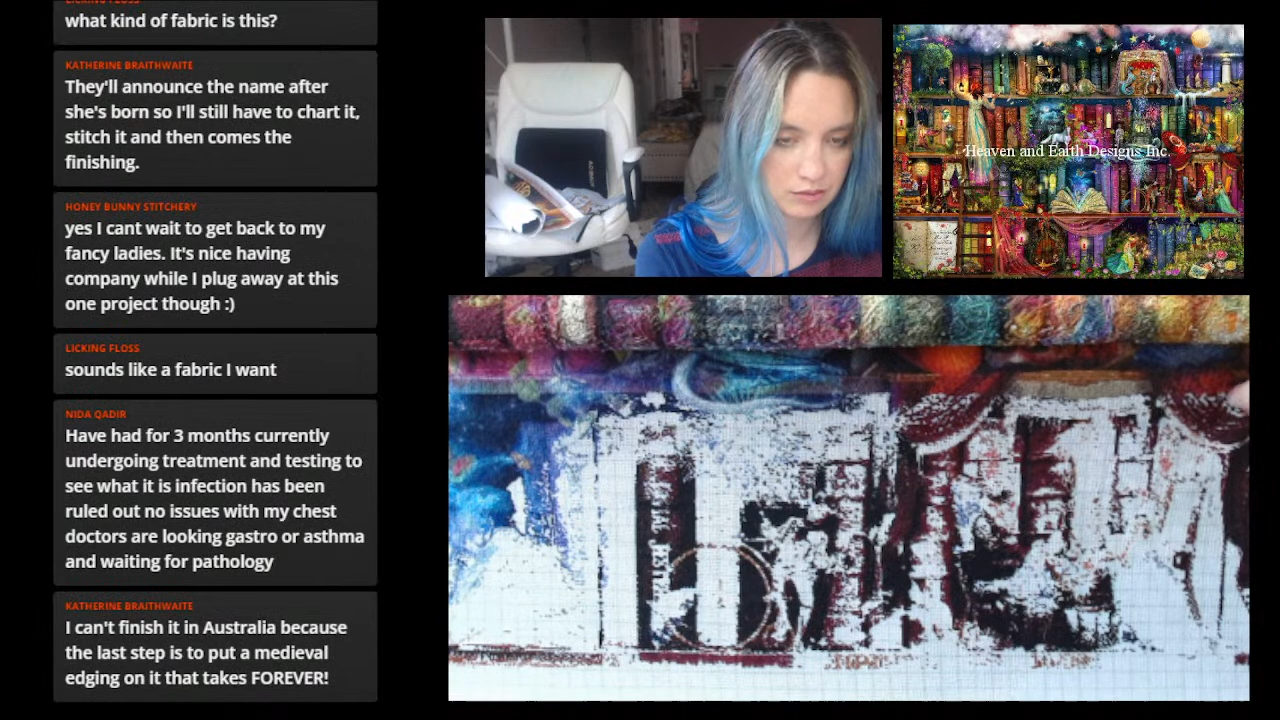 LICKING FLOSS
what kind of fabric is this?
KATHERINE BRAITHWAITE
They'll announce the name after
she's born so I'll still have to chart it,
stitch it and then comes the
finishing.
HONEY BUNNY STITCHERY
yes I cant wait to get back to my
fancy ladies. It's nice having
company while I plug away at this
one project though :)
LICKING FLOSS
sounds like a fabric I want
NIDA QADIR
Have had for 3 months currently
undergoing treatment and testing to
see what it is infection has been
ruled out no issues with my chest
doctors are looking gastro or asthma
and waiting for pathology
KATHERINE BRAITHWAITE
I can't finish it in Australia because
the last step is to put a medieval
edging on it that takes FOREVER!
Heaven and Earth Designs Inc.